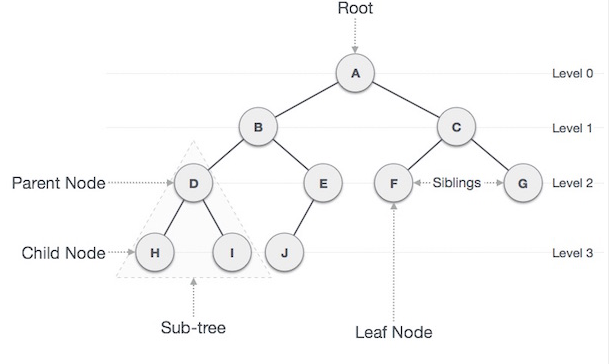 Root
A
Level 0
B
C
Level 1
Parent Node
D
E
F
Siblings
G
Level 2
Child Node
H
I
J
Level 3
Sub-tree
Leaf Node